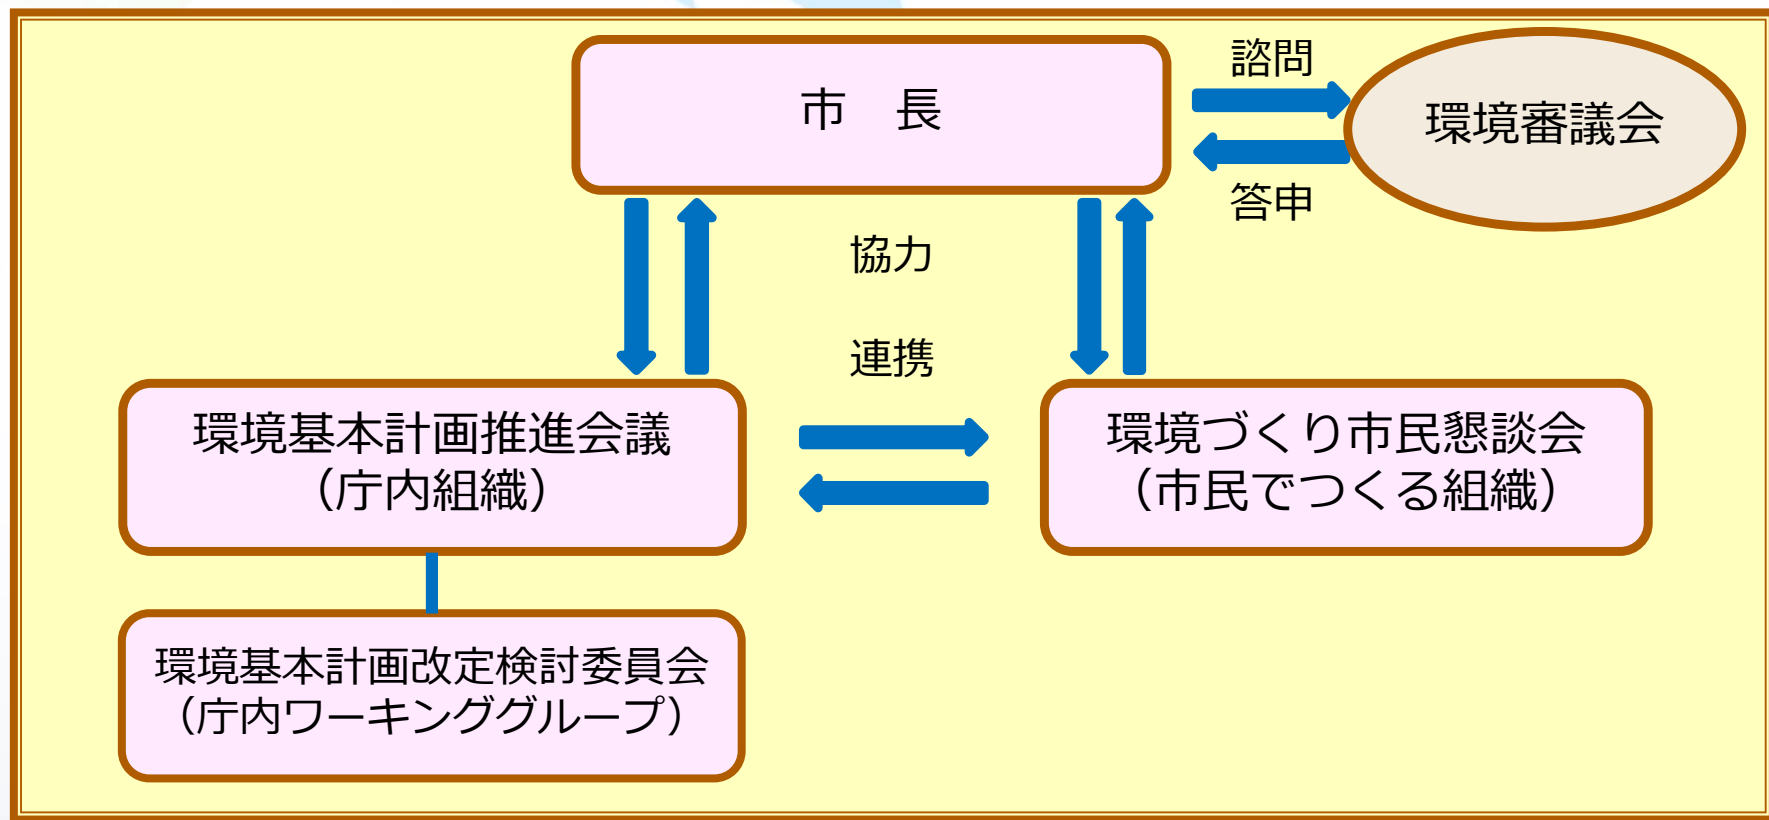 市　長
諮問
環境審議会
答申
協力
連携
環境基本計画推進会議
（庁内組織）
環境づくり市民懇談会
（市民でつくる組織）
環境基本計画改定検討委員会
（庁内ワーキンググループ）